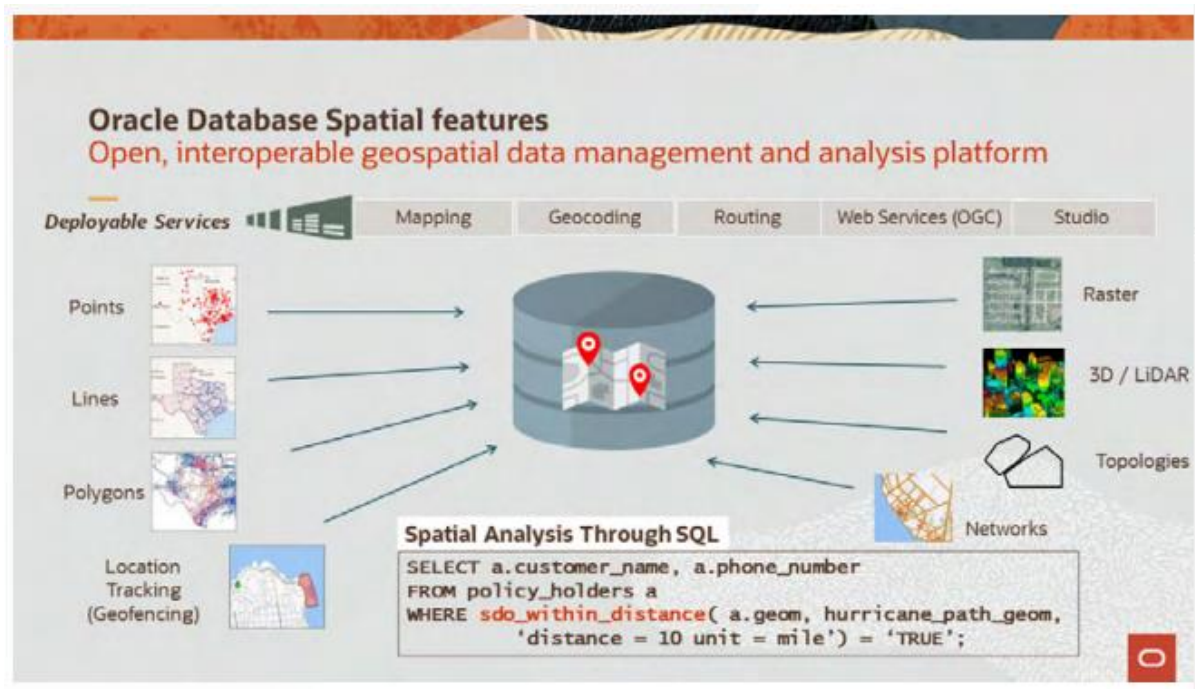 Oracle Database Spatial features
Open, interoperable geospatial data management and analysis platform
Deployable Services
Mapping
Geocoding
Routing
Web Services (OGC)
Studio
Points
Lines
Polygons
Location
Tracking
(Geofencing)
Raster
3D / LiDAR
Topologies
Networks
Spatial Analysis Through SQL
SELECT a.customer_name, a.phone_number
FROM policy_holders a
WHERE sdo_within_distance( a.geom, hurricane_path_geom,
‘distance = 10 unit = mile’) = ‘TRUE’;